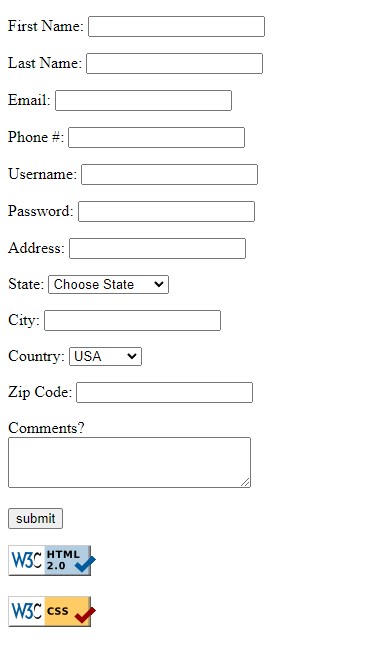 First Name:
Last Name:
Email:
Phone #:
Username:
Password:
Address:
State: Choose State
City:
Country: USA
Zip Code:
Comments?
submit
W3C HTML
2.0
W3C css